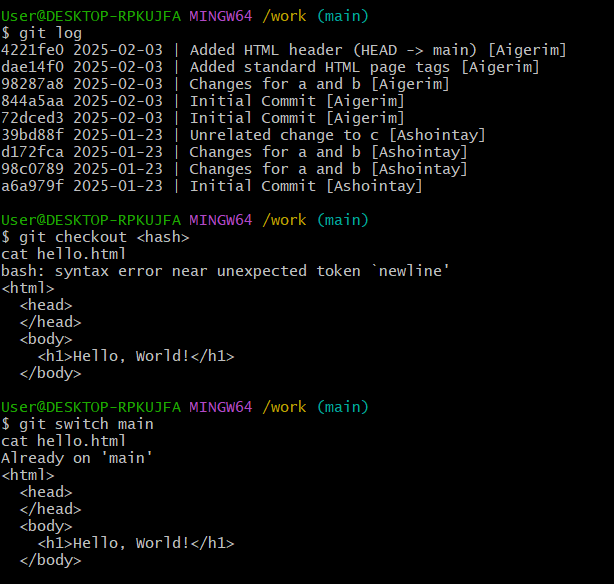 User@DESKTOP-RPKUJFA MINGW64 /work (main)
$ git log
4221fe0 2025-02-03 | Added HTML header (HEAD -> main) [Aigerim]
dae14f0 2025-02-03 | Added standard HTML page tags [Aigerim]
98287a8 2025-02-03 | Changes for a and b [Aigerim]
844a5aa 2025-02-03 | Initial Commit [Aigerim]
72dced3 2025-02-03 | Initial Commit [Aigerim]
39bd88f 2025-01-23 | Unrelated change to c [Ashointay]
d172fca 2025-01-23 | Changes for a and b [Ashointay]
98c0789 2025-01-23 | Changes for a and b [Ashointay]
a6a979f 2025-01-23 | Initial Commit [Ashointay]

User@DESKTOP-RPKUJFA MINGW64 /work (main)
$ git checkout <hash>
cat hello.html
bash: syntax error near unexpected token `newline'
<html>
  <head>
  </head>
  <body>
    <h1>Hello, World!</h1>
  </body>

User@DESKTOP-RPKUJFA MINGW64 /work (main)
$ git switch main
cat hello.html
Already on 'main'
<html>
  <head>
  </head>
  <body>
    <h1>Hello, World!</h1>
  </body>